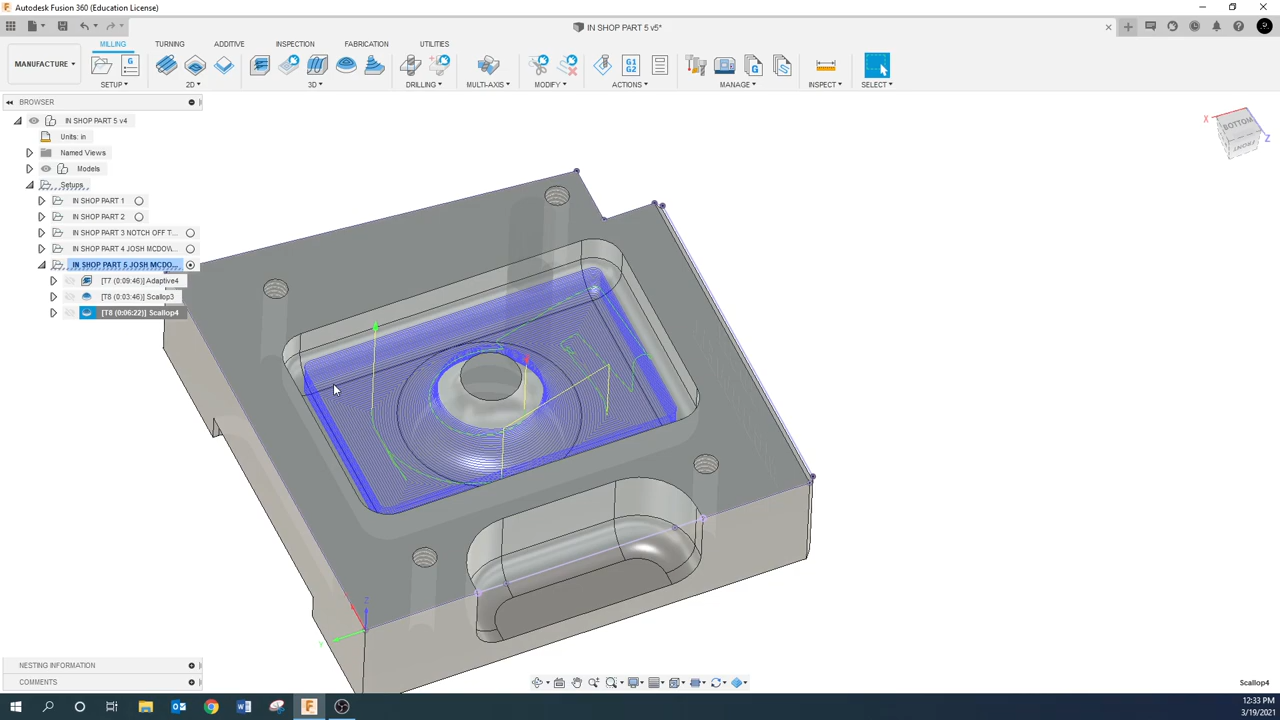 Autodesk Fusion 360 (Education License)
IN SHOP PART 5 v5*
MILLING TURNING ADDITIVE INSPECTION FABRICATION UTILITIES
MANUFACTURE
G1
G2
SETUP 2D 3D DRILLING MULTI-AXIS MODIFY ACTIONS MANAGE INSPECT SELECT
BROWSER
IN SHOP PART 5 v4
Units: in
Named Views
Models
Setups
IN SHOP PART 1
IN SHOP PART 2
IN SHOP PART 3 NOTCH OFF T...
IN SHOP PART 4 JOSH MCDOW...
IN SHOP PART 5 JOSH MCDO...
[T7 (0:09:46)] Adaptive4
[T8 (0:03:46)] Scallop3
[T8 (0:06:22)] Scallop4
X
BOTTOM
Z
FRONT
Z
Y
NESTING INFORMATION
COMMENTS
Scallop4
12:33 PM
3/19/2021